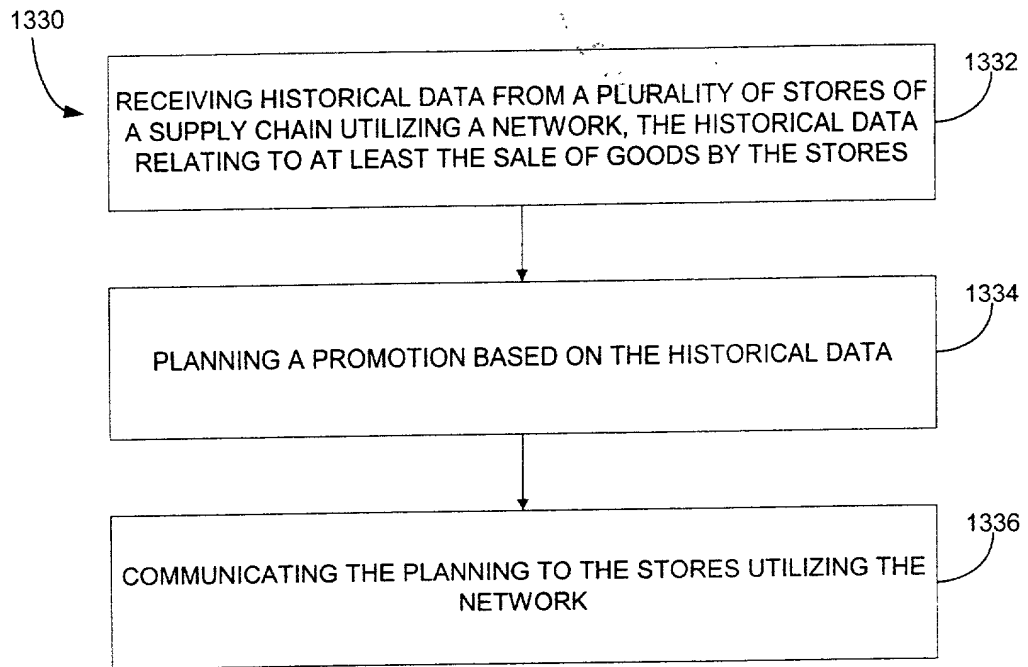 1330
1332
RECEIVING HISTORICAL DATA FROM A PLURALITY OF STORES OF
A SUPPLY CHAIN UTILIZING A NETWORK, THE HISTORICAL DATA
RELATING TO AT LEAST THE SALE OF GOODS BY THE STORES
1334
PLANNING A PROMOTION BASED ON THE HISTORICAL DATA
1336
COMMUNICATING THE PLANNING TO THE STORES UTILIZING THE
NETWORK